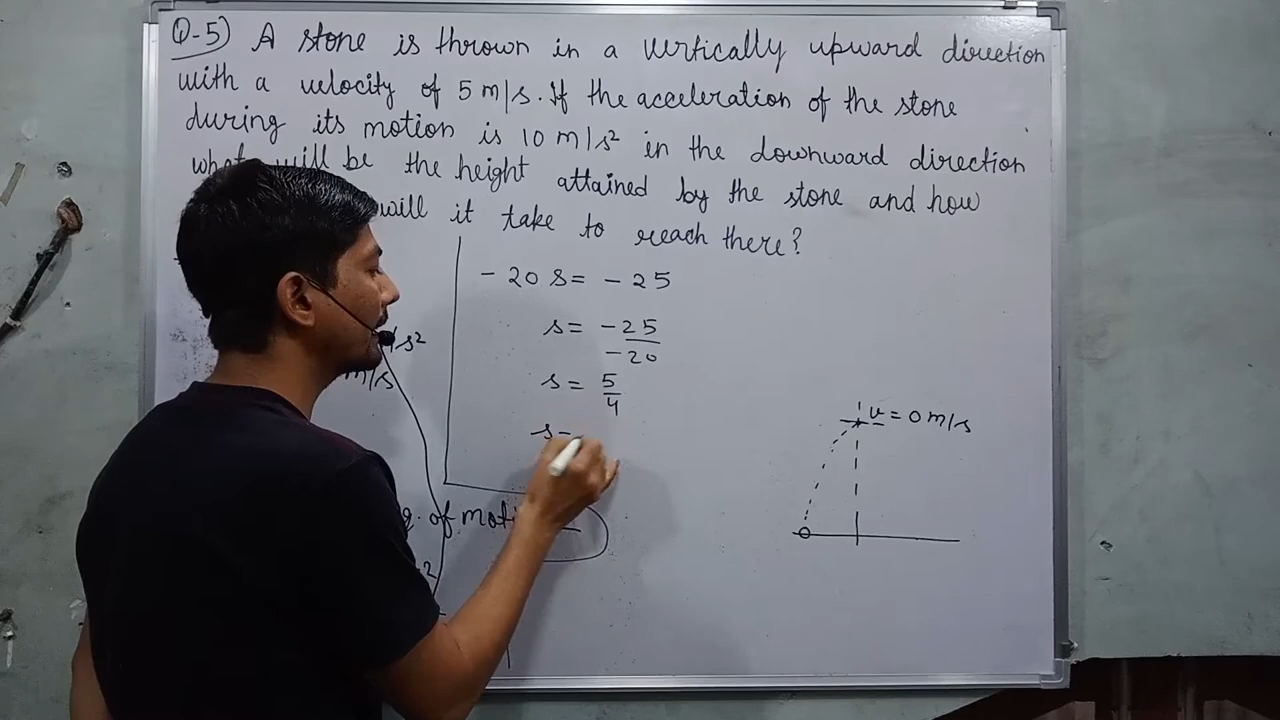 Q-5) A stone is thrown in a vertically upward direction
with a velocity of 5 m/s. If the acceleration of the stone
during its motion is 10 m/s² in the downward direction
will be the height attained by the stone and how
will it take to reach there?
- 20 s = - 25
s = -25
-20
/s²
m/s
s = 5
4
v = 0 m/s
s =
of moti